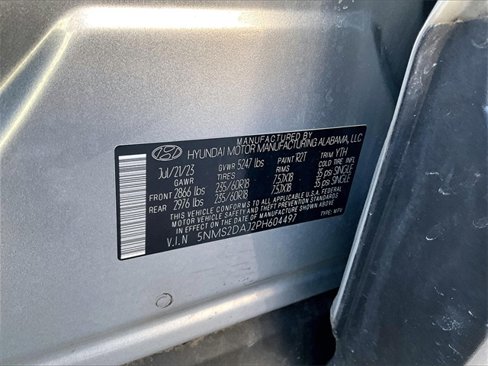 MANUFACTURED BY
HYUNDAI MOTOR MANUFACTURING ALABAMA, LLC
Jul/21/23 GVWR 5247 lbs PAINT R2T TRIM YTH
GAWR TIRES RIMS COLD TIRE INFL
FRONT 2866 lbs 235/60R18 7.5JX18 35 psi SINGLE
REAR 2976 lbs 235/60R18 7.5JX18 35 psi SINGLE
THIS VEHICLE CONFORMS TO ALL APPLICABLE U.S.A. FEDERAL
MOTOR VEHICLE SAFETY, BUMPER, AND THEFT PREVENTION
STANDARDS IN EFFECT ON THE DATE OF MANUFACTURE SHOWN ABOVE.
V.I.N 5NMS2DAJ2PH604497 TYPE: MPV